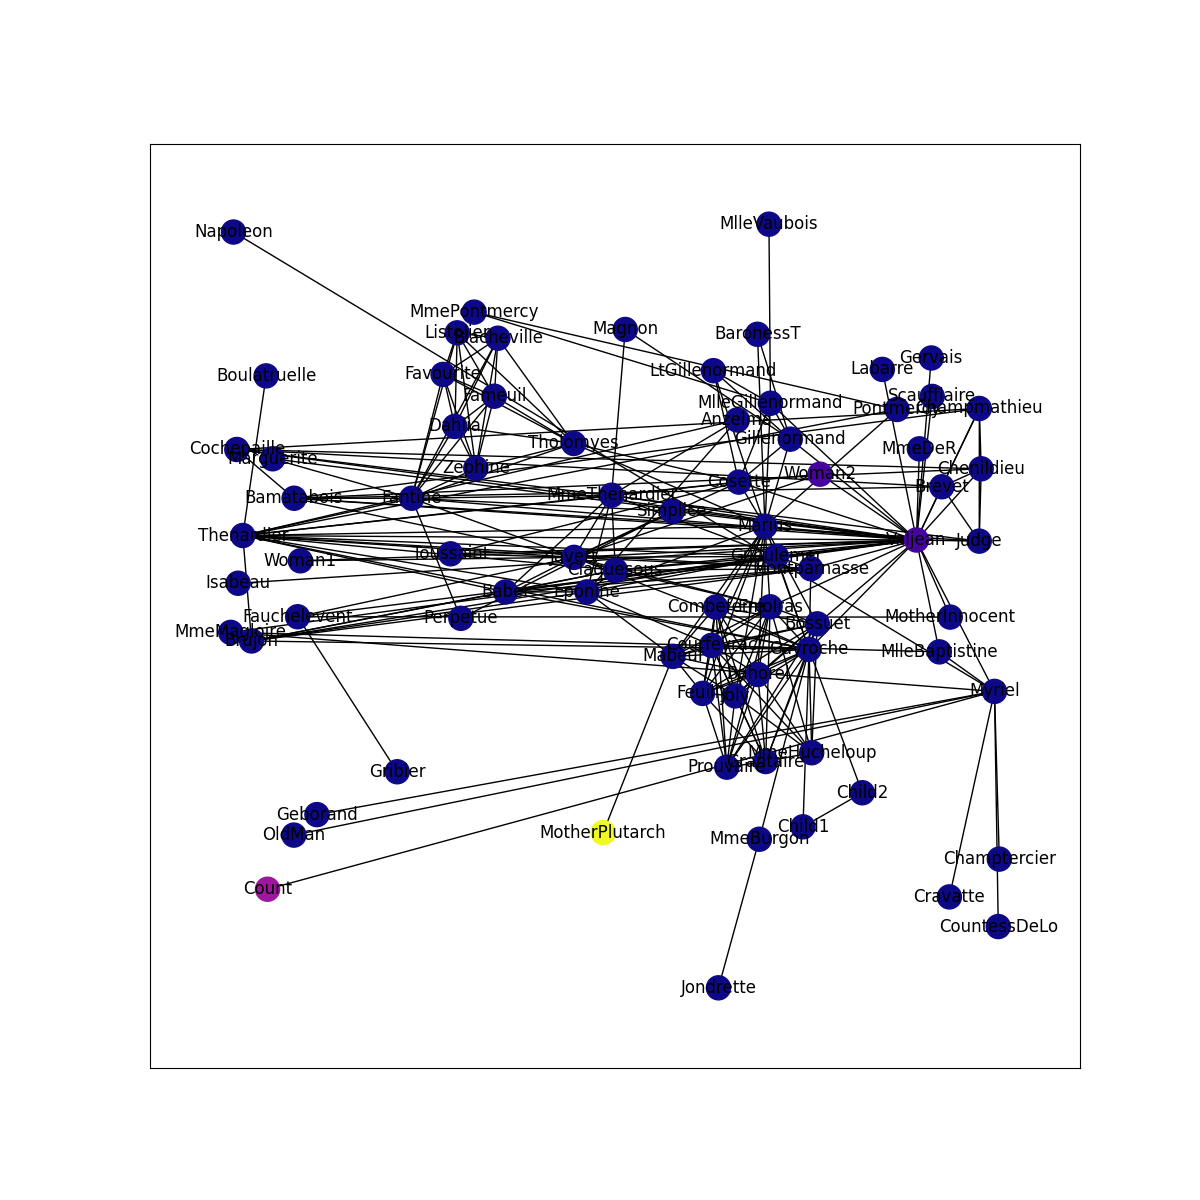 MlleVaubois
Napoleon
MmePontmercy
Magnon
Listolier
BaronessT
Blacheville
Gervais
Labarre
LtGillenormand
Favourite
Boulatruelle
Scaufflaire
Fameuil
MlleGillenormand
Pontmercy
Champmathieu
Anzelma
Dahlia
Gillenormand
Tholomyes
Cochepaille
MmeDeR
Marguerite
Zephine
Chenildieu
Woman2
Cosette
Brevet
MmeThenardier
Bamatabois
Fantine
Simplice
Marius
Thenardier
Valjean
Judge
Toussaint
Javert
Woman1
Claquesous
Montparnasse
Isabeau
Babet
Eponine
Combeferre
Enjolras
Fauchelevent
Perpetue
MotherInnocent
Bossuet
MmeMagloire
Brujon
Courfeyrac
Gavroche
MlleBaptistine
Mabeuf
Bahorel
Myriel
Feuilly
Joly
MmeHucheloup
Grantaire
Prouvaire
Gribier
Child2
Geborand
Child1
OldMan
MotherPlutarch
MmeBurgon
Champtercier
Count
Cravatte
CountessDeLo
Jondrette